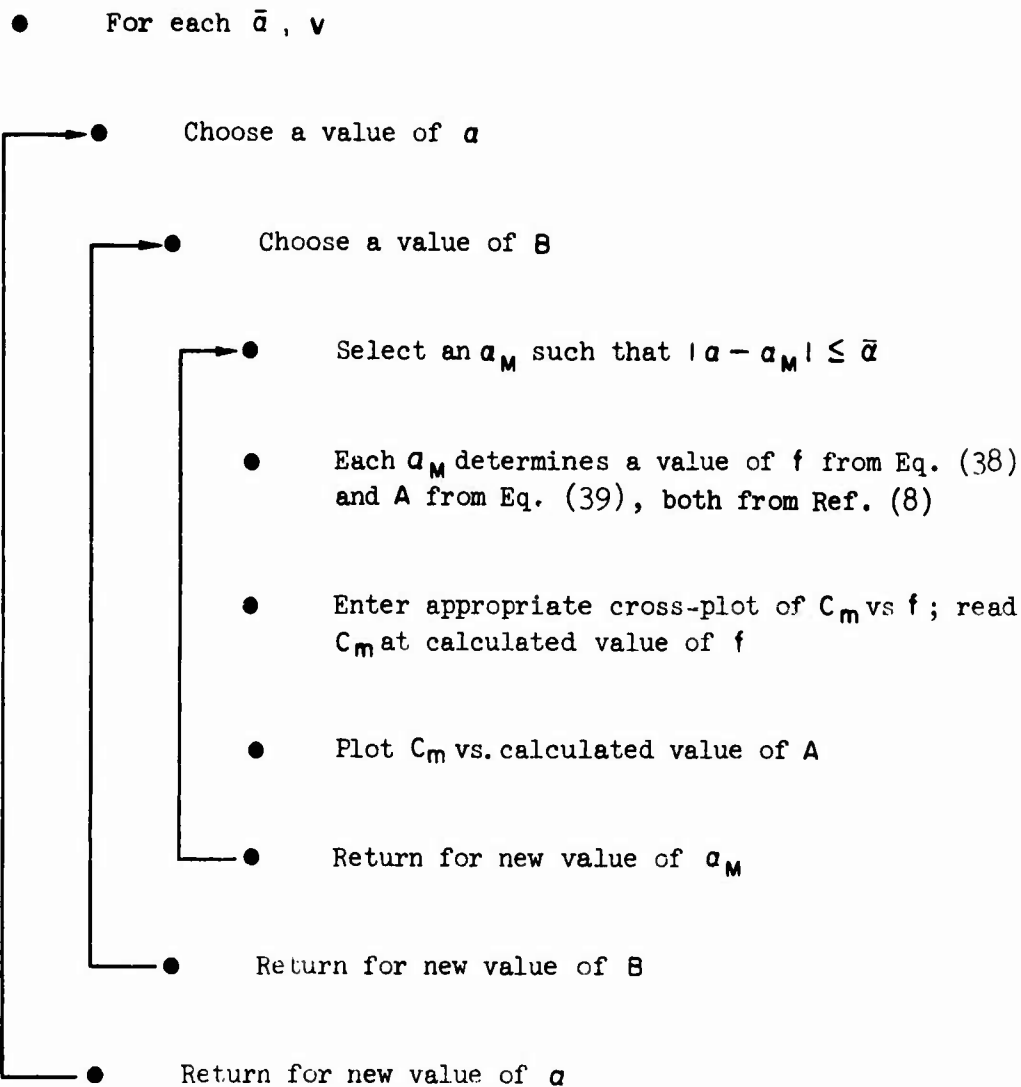 ● For each ᾱ , v
● Choose a value of α
● Choose a value of B
● Select an α_M such that |α − α_M| ≤ ᾱ
● Each α_M determines a value of f from Eq. (38)
and A from Eq. (39), both from Ref. (8)
● Enter appropriate cross-plot of C_m vs f ; read
C_m at calculated value of f
● Plot C_m vs. calculated value of A
● Return for new value of α_M
● Return for new value of B
● Return for new value of α